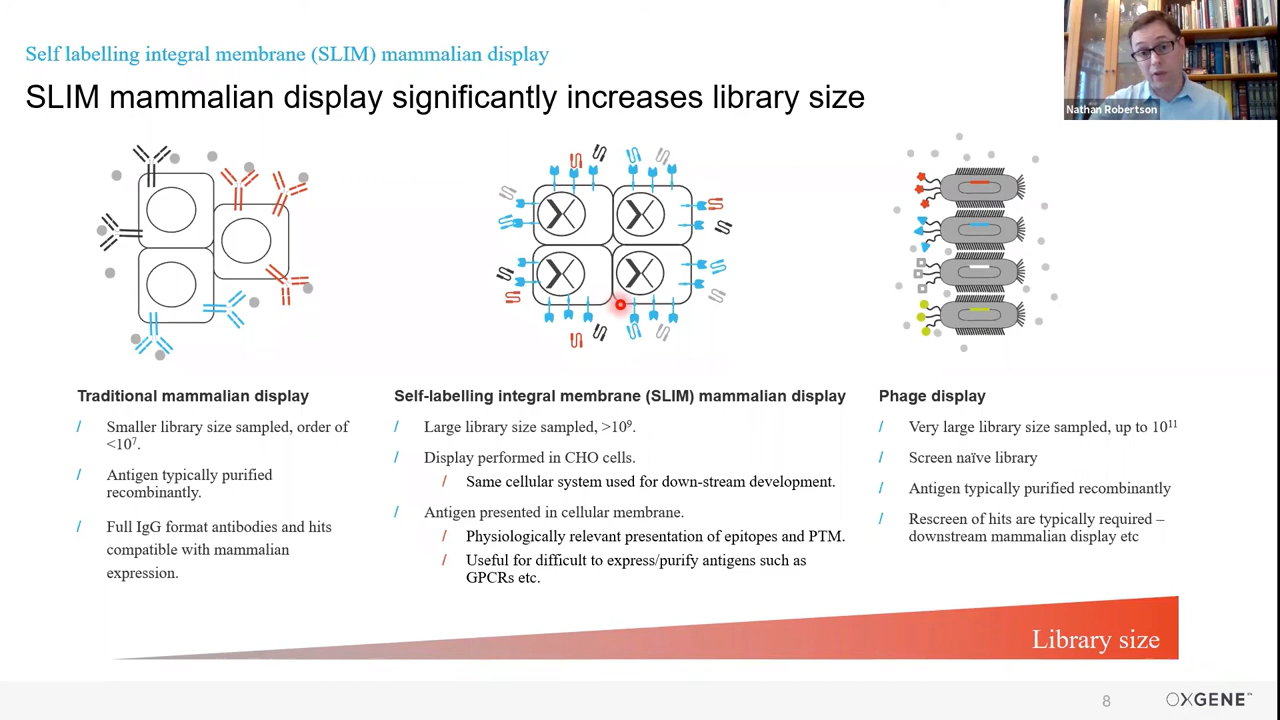 Self labelling integral membrane (SLIM) mammalian display
SLIM mammalian display significantly increases library size
Nathan Robertson
Traditional mammalian display
/ Smaller library size sampled, order of
<10⁷.
/ Antigen typically purified
recombinantly.
/ Full IgG format antibodies and hits
compatible with mammalian
expression.
Self-labelling integral membrane (SLIM) mammalian display
/ Large library size sampled, >10⁹.
/ Display performed in CHO cells.
/ Same cellular system used for down-stream development.
/ Antigen presented in cellular membrane.
/ Physiologically relevant presentation of epitopes and PTM.
/ Useful for difficult to express/purify antigens such as
GPCRs etc.
Phage display
/ Very large library size sampled, up to 10¹¹
/ Screen naïve library
/ Antigen typically purified recombinantly
/ Rescreen of hits are typically required –
downstream mammalian display etc
Library size
8
OXGENE™